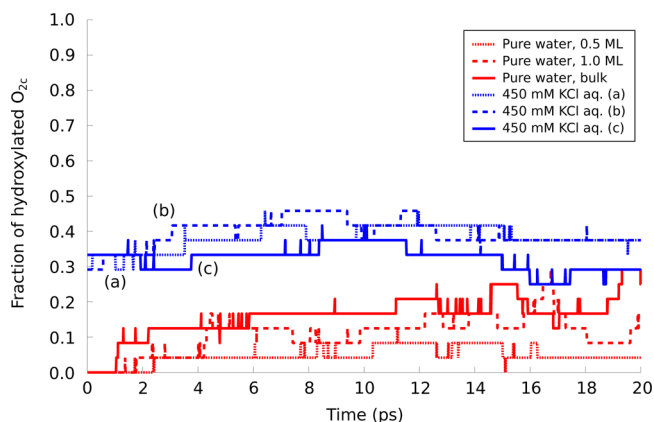 Fraction of hydroxylated O2c
1.0
0.9
0.8
0.7
0.6
0.5
0.4
0.3
0.2
0.1
0.0
Pure water, 0.5 ML
Pure water, 1.0 ML
Pure water, bulk
450 mM KCl aq. (a)
450 mM KCl aq. (b)
450 mM KCl aq. (c)
(b)
(c)
(a)
0 2 4 6 8 10 12 14 16 18 20
Time (ps)